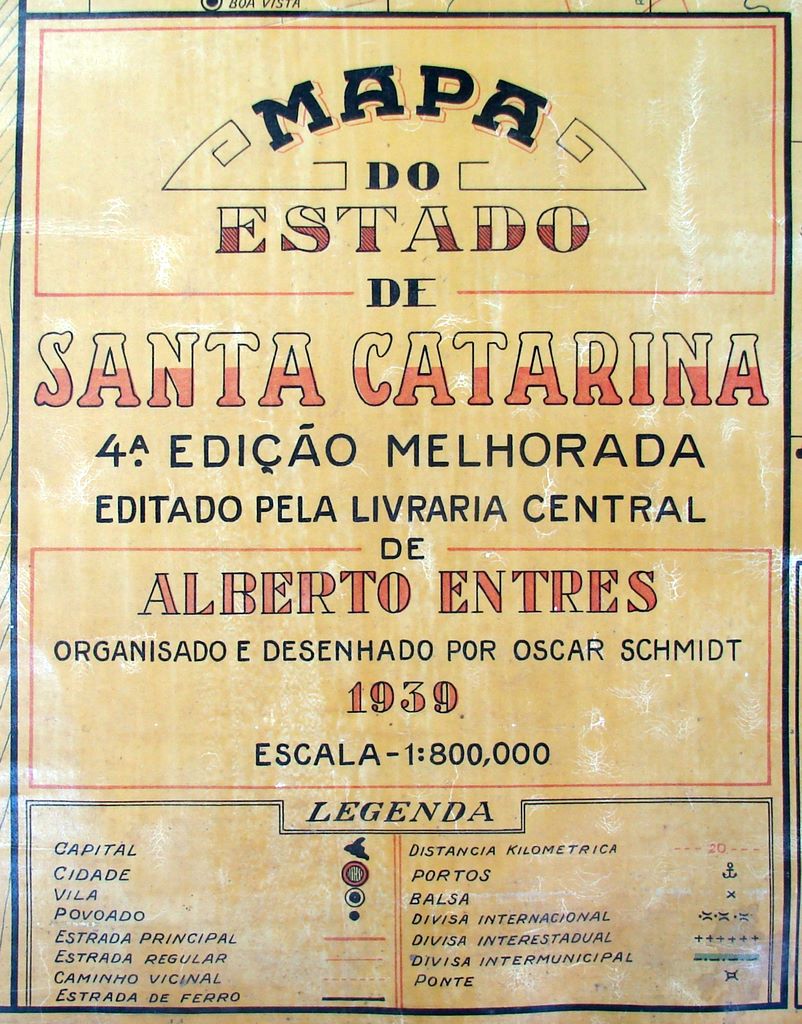 BOA VISTA
MAPA
DO
ESTADO
DE
SANTA CATARINA
4ª EDIÇÃO MELHORADA
EDITADO PELA LIVRARIA CENTRAL
DE
ALBERTO ENTRES
ORGANISADO E DESENHADO POR OSCAR SCHMIDT
1939
ESCALA-1:800,000
LEGENDA
CAPITAL
CIDADE
VILA
POVOADO
ESTRADA PRINCIPAL
ESTRADA REGULAR
CAMINHO VICINAL
ESTRADA DE FERRO
DISTANCIA KILOMETRICA 20
PORTOS
BALSA
DIVISA INTERNACIONAL
DIVISA INTERESTADUAL
DIVISA INTERMUNICIPAL
PONTE